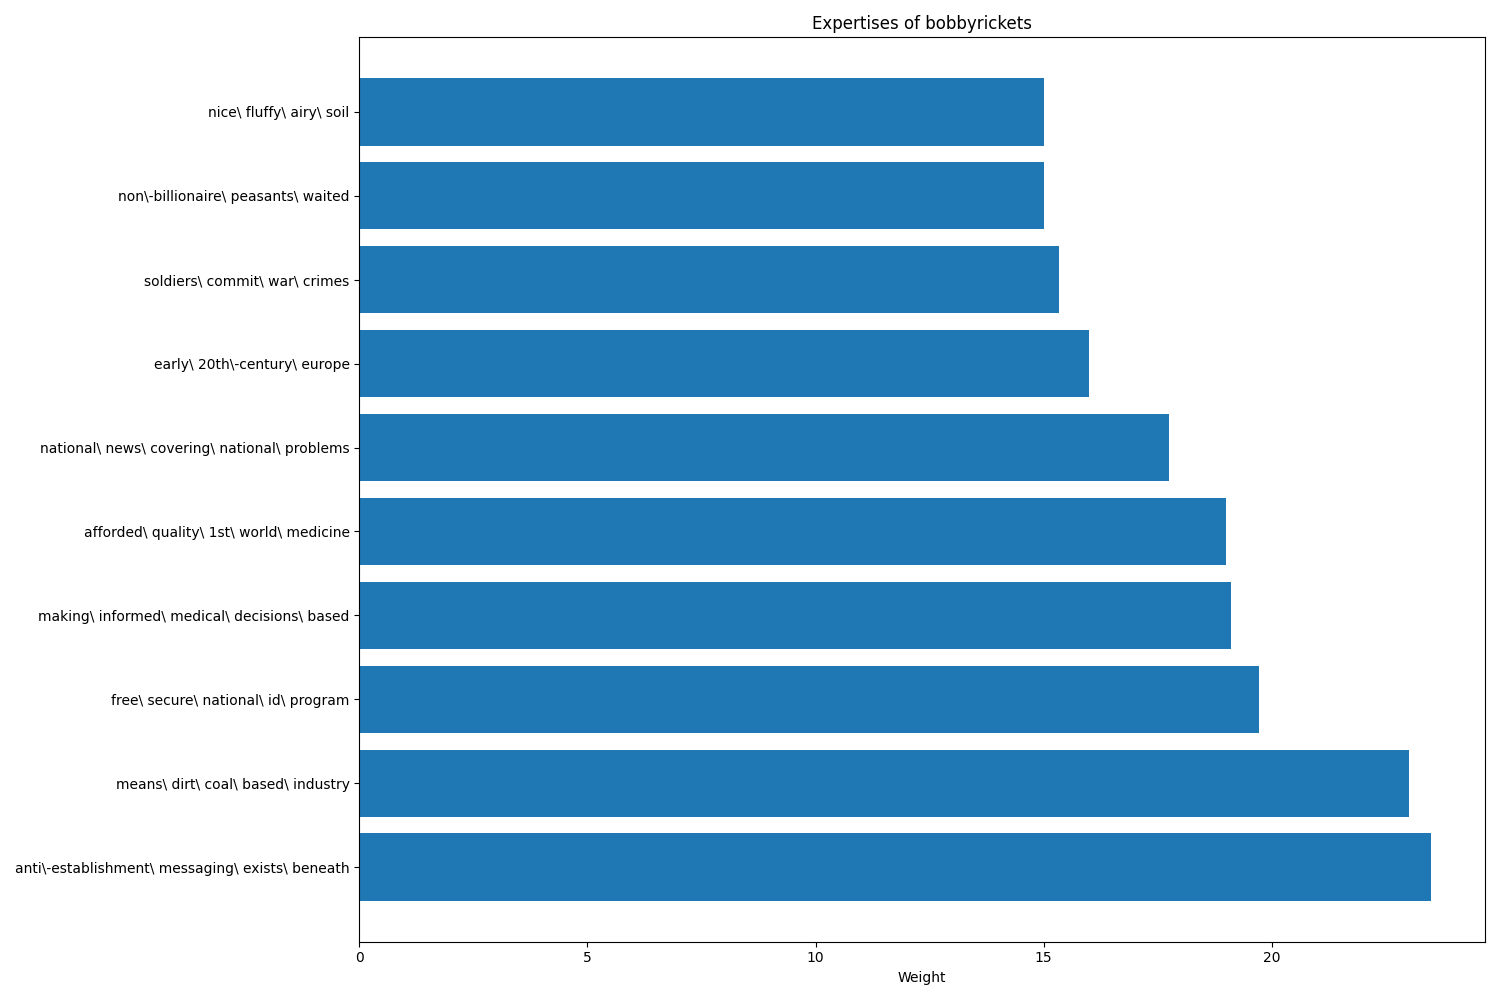 Expertises of bobbyrickets
nice\ fluffy\ airy\ soil
non\-billionaire\ peasants\ waited
soldiers\ commit\ war\ crimes
early\ 20th\-century\ europe
national\ news\ covering\ national\ problems
afforded\ quality\ 1st\ world\ medicine
making\ informed\ medical\ decisions\ based
free\ secure\ national\ id\ program
means\ dirt\ coal\ based\ industry
anti\-establishment\ messaging\ exists\ beneath
0 5 10 15 20
Weight